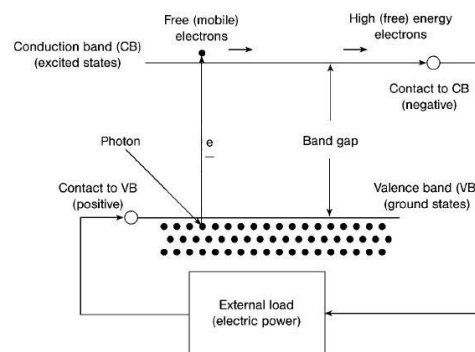 Free (mobile)
electrons
High (free) energy
electrons
Conduction band (CB)
(excited states)
Contact to CB
(negative)
Photon
e
Band gap
Contact to VB
(positive)
Valence band (VB
(ground states)
External load
(electric power)